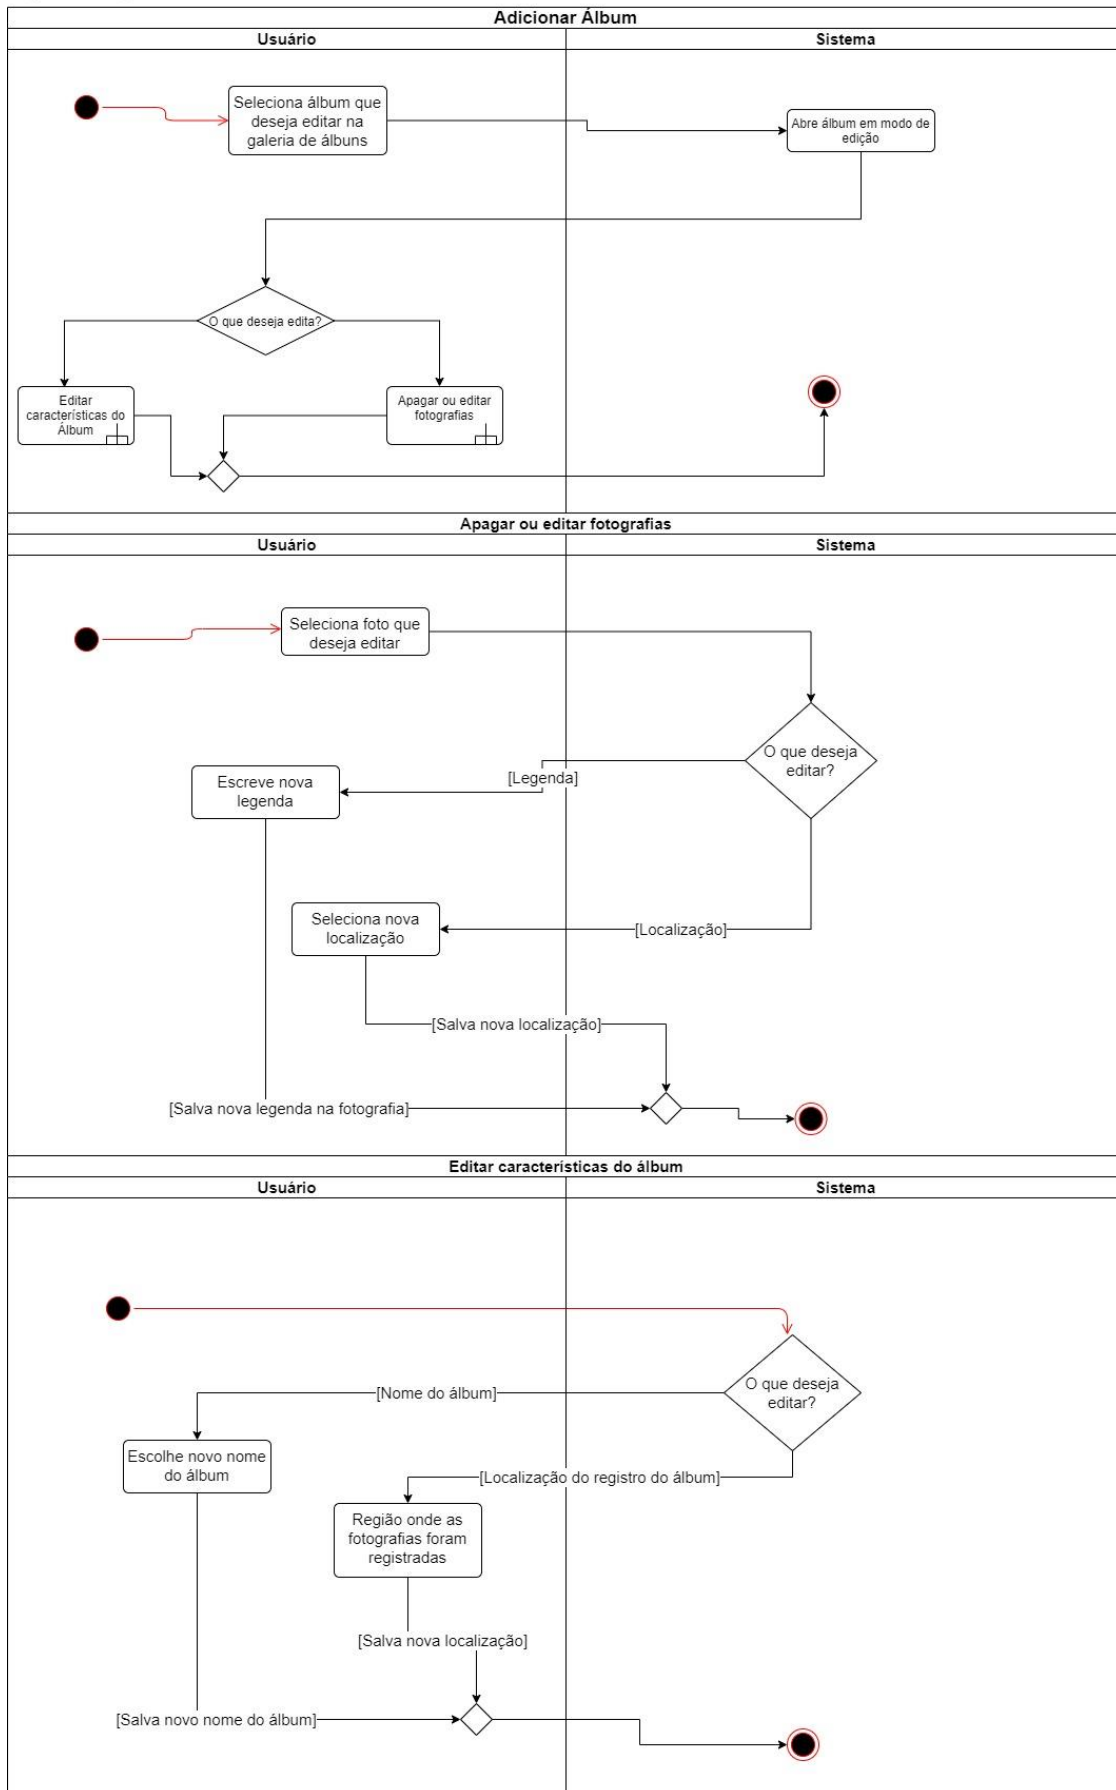 Adicionar Álbum
Usuário
Sistema
Seleciona álbum que
deseja editar na
galeria de álbuns
Abre álbum em modo de
edição
O que deseja edita?
Editar
características do
Álbum
Apagar ou editar
fotografias
Apagar ou editar fotografias
Usuário
Sistema
Seleciona foto que
deseja editar
O que deseja
editar?
[Legenda]
Escreve nova
legenda
Seleciona nova
localização
[Localização]
[Salva nova localização]
[Salva nova legenda na fotografia]
Editar características do álbum
Usuário
Sistema
O que deseja
editar?
[Nome do álbum]
Escolhe novo nome
do álbum
[Localização do registro do álbum]
Região onde as
fotografias foram
registradas
[Salva nova localização]
[Salva novo nome do álbum]